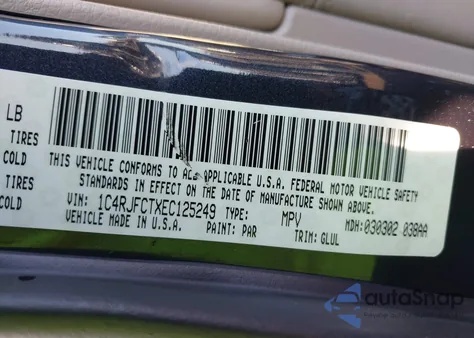 LB
TIRES
COLD
TIRES
COLD
THIS VEHICLE CONFORMS TO ALL APPLICABLE U.S.A. FEDERAL MOTOR VEHICLE SAFETY
STANDARDS IN EFFECT ON THE DATE OF MANUFACTURE SHOWN ABOVE.
VIN: 1C4RJFCTXEC125249 TYPE: MPV MDH: 030302 038AA
VEHICLE MADE IN U.S.A. PAINT: PAR TRIM: GLUL
autoSnap